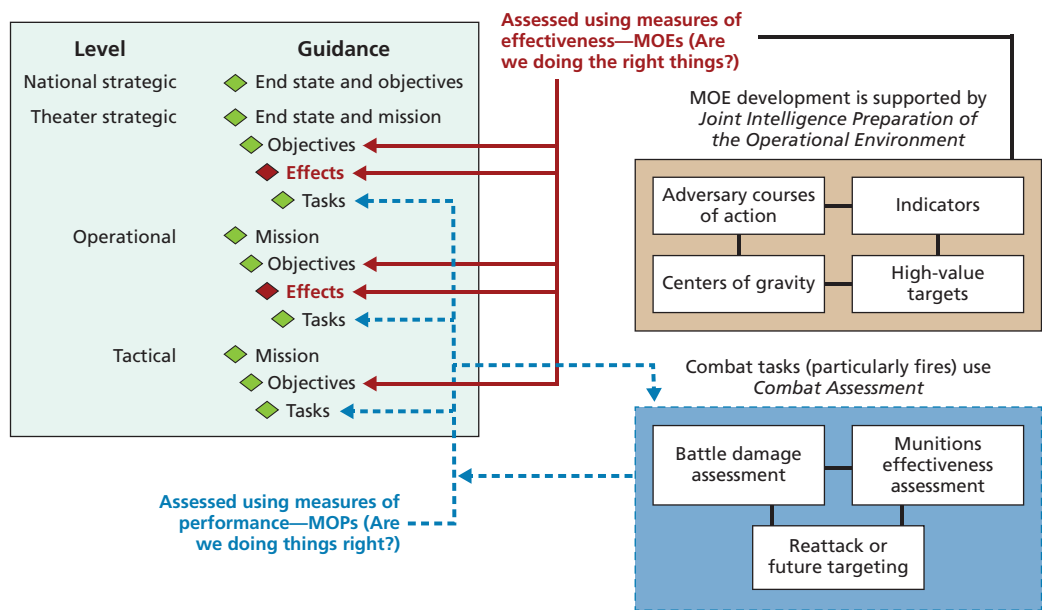 Level Guidance
National strategic End state and objectives
Theater strategic End state and mission
Objectives
Effects
Tasks
Operational Mission
Objectives
Effects
Tasks
Tactical Mission
Objectives
Tasks
Assessed using measures of
effectiveness—MOEs (Are
we doing the right things?)
MOE development is supported by
Joint Intelligence Preparation of
the Operational Environment
Adversary courses
of action
Indicators
Centers of gravity
High-value
targets
Combat tasks (particularly fires) use
Combat Assessment
Battle damage
assessment
Munitions
effectiveness
assessment
Reattack or
future targeting
Assessed using measures of
performance—MOPs (Are
we doing things right?)